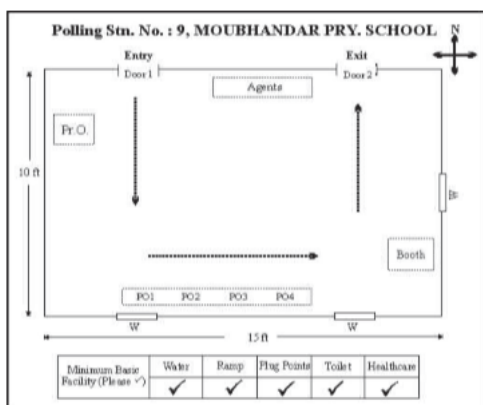 Polling Stn. No. : 9, MOUBHANDAR PRY. SCHOOL
N
Entry
Exit
Door 1
Door 2
Agents
Pr.O.
10 ft
W
Booth
PO1 PO2 PO3 PO4
W
W
15 ft
Minimum Basic
Facility (Please ✓)
Water
Ramp
Plug Points
Toilet
Healthcare
✓ ✓ ✓ ✓ ✓